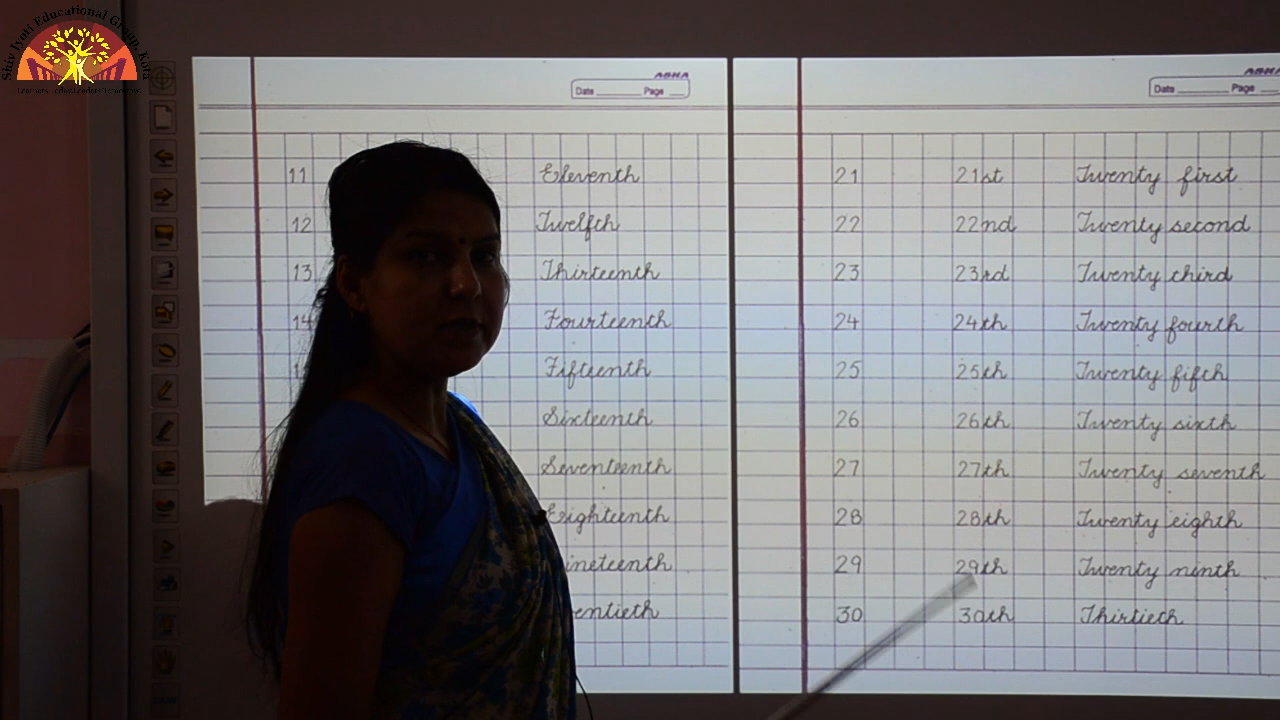 Shiv Jyoti Educational Group, Kota
ABHA
Date Page
11 Eleventh
12 Twelfth
13 Thirteenth
14 Fourteenth
Fifteenth
Sixteenth
Seventeenth
Eighteenth
ineteenth
entieth
ABHA
Date Page
21 21st Twenty first
22 22nd Twenty second
23 23rd Twenty third
24 24th Twenty fourth
25 25th Twenty fifth
26 26th Twenty sixth
27 27th Twenty seventh
28 28th Twenty eighth
29 29th Twenty ninth
30 30th Thirtieth